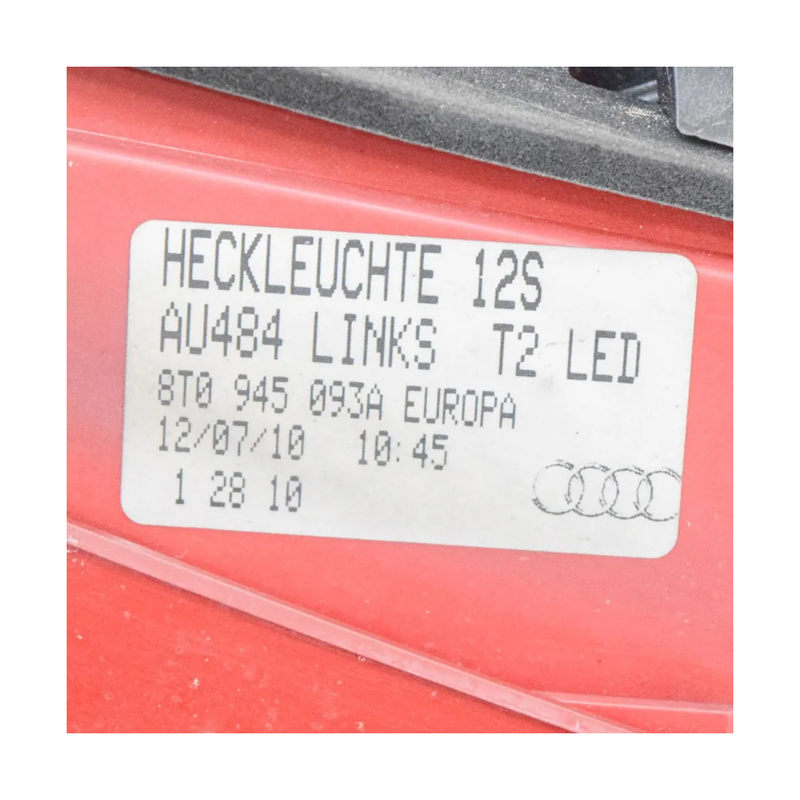 HECKLEUCHTE 12S
AU484 LINKS T2 LED
8T0 945 093A EUROPA
12/07/10 10:45
1 28 10